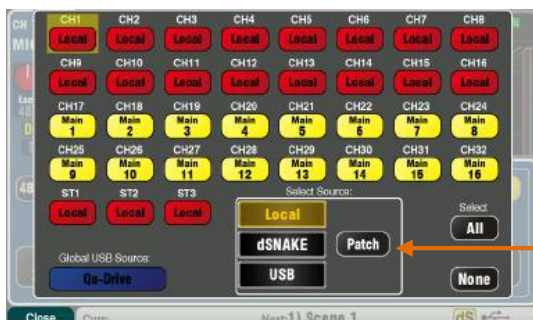 CH1 CH2 CH3 CH4 CH5 CH6 CH7 CH8
Local Local Local Local Local Local Local Local
CH9 CH10 CH11 CH12 CH13 CH14 CH15 CH16
Local Local Local Local Local Local Local Local
CH17 CH18 CH19 CH20 CH21 CH22 CH23 CH24
Main Main Main Main Main Main Main Main
1 2 3 4 5 6 7 8
CH25 CH26 CH27 CH28 CH29 CH30 CH31 CH32
Main Main Main Main Main Main Main Main
9 10 11 12 13 14 15 16
ST1 ST2 ST3 Select Source:
Local Local Local Local
Select
All
dSNAKE Patch
Global USB Source:
Qu-Drive USB None
Close Next:1) Scene 1 dS